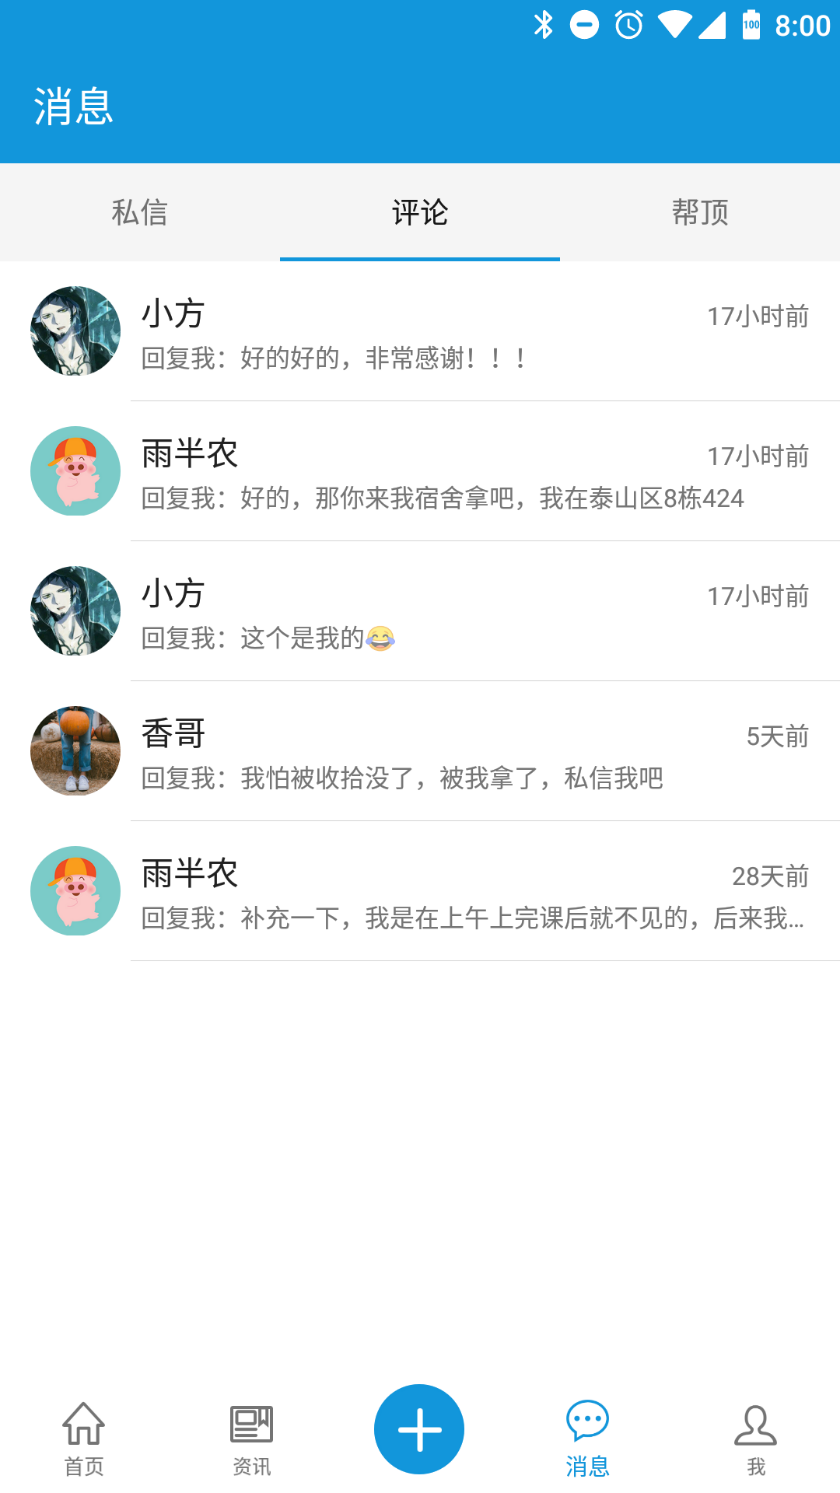 8:00
消息
私信
评论
帮顶
小方
17小时前
回复我：好的好的，非常感谢！！！
雨半农
17小时前
回复我：好的，那你来我宿舍拿吧，我在泰山区8栋424
小方
17小时前
回复我：这个是我的😂
香哥
5天前
回复我：我怕被收拾没了，被我拿了，私信我吧
雨半农
28天前
回复我：补充一下，我是在上午上完课后就不见的，后来我...
首页
资讯
消息
我